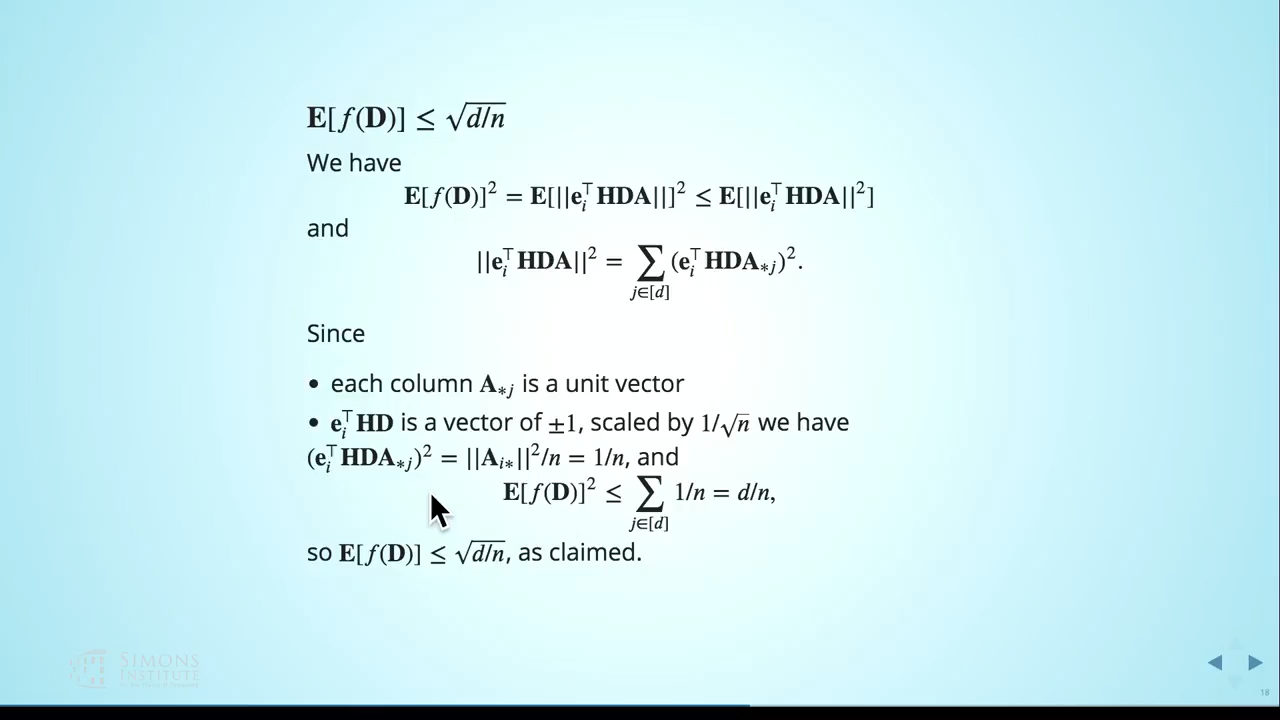 E[f(D)] ≤ √d/n
We have
E[f(D)]² = E[||eᵢᵀHDA||]² ≤ E[||eᵢᵀHDA||²]
and
||eᵢᵀHDA||² = ∑_{j∈[d]} (eᵢᵀHDA_{*j})².
Since
• each column A_{*j} is a unit vector
• eᵢᵀHD is a vector of ±1, scaled by 1/√n we have
(eᵢᵀHDA_{*j})² = ||A_{i*}||²/n = 1/n, and
E[f(D)]² ≤ ∑_{j∈[d]} 1/n = d/n,
so E[f(D)] ≤ √d/n, as claimed.
SIMONS
INSTITUTE
18